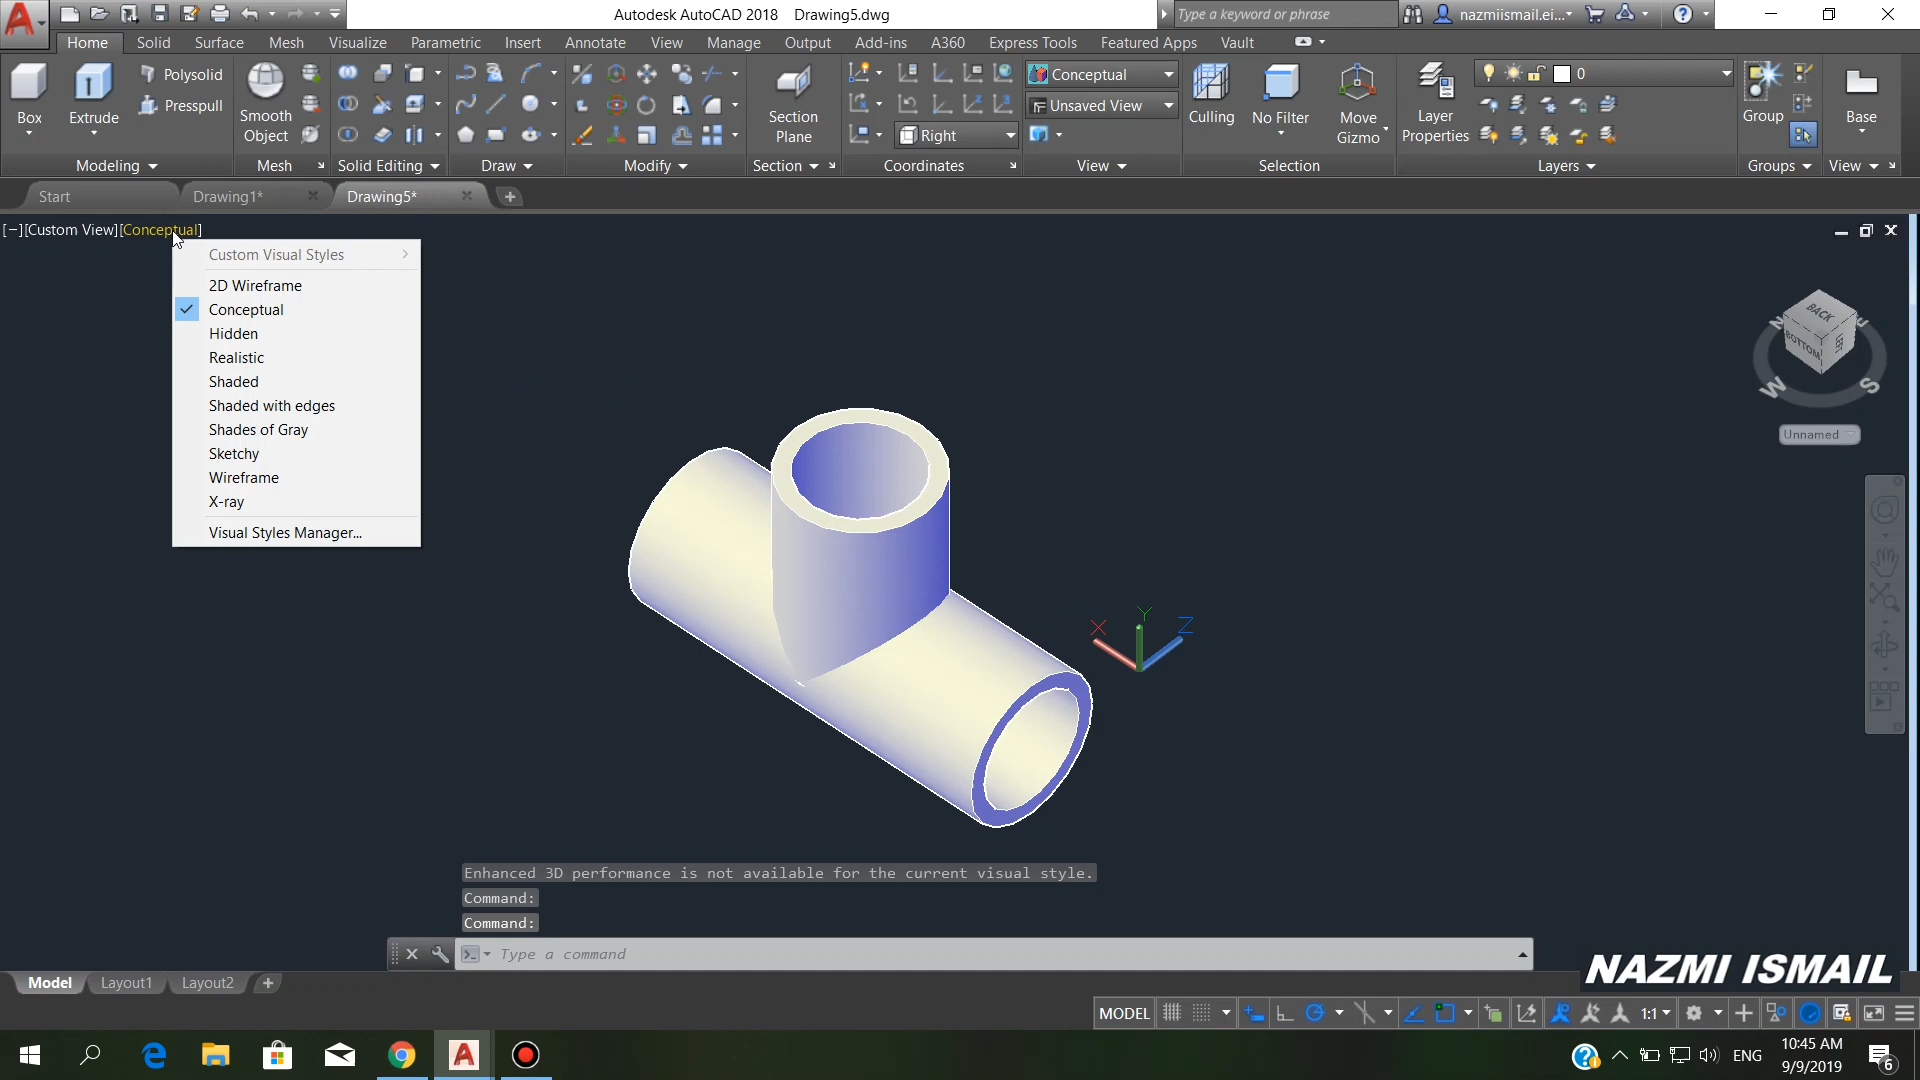 Autodesk AutoCAD 2018 Drawing5.dwg
Type a keyword or phrase
nazmiismail.ei...
Home Solid Surface Mesh Visualize Parametric Insert Annotate View Manage Output Add-ins A360 Express Tools Featured Apps Vault
Box
Extrude
Polysolid
Presspull
Smooth
Object
Section
Plane
Conceptual
Unsaved View
Right
Culling
No Filter
Move
Gizmo
Layer
Properties
0
Group
Base
Modeling Mesh Solid Editing Draw Modify Section Coordinates View Selection Layers Groups View
Start Drawing1* Drawing5*
[−][Custom View][Conceptual]
Custom Visual Styles
2D Wireframe
Conceptual
Hidden
Realistic
Shaded
Shaded with edges
Shades of Gray
Sketchy
Wireframe
X-ray
Visual Styles Manager...
BACK
BOTTOM
W S
Unnamed
X Y Z
Enhanced 3D performance is not available for the current visual style.
Command:
Command:
Type a command
NAZMI ISMAIL
Model Layout1 Layout2
MODEL
1:1
ENG
10:45 AM
9/9/2019
6